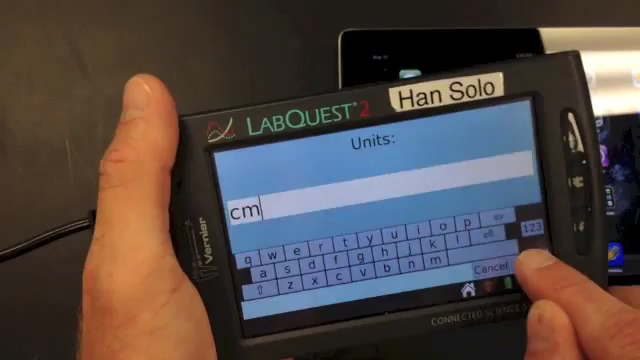 LABQUEST 2
Han Solo
Units:
cm
q w e r t y u i o p
123
a s d f g h j k l
z x c v b n m
Cancel
Vernier
CONNECTED SCIENCE